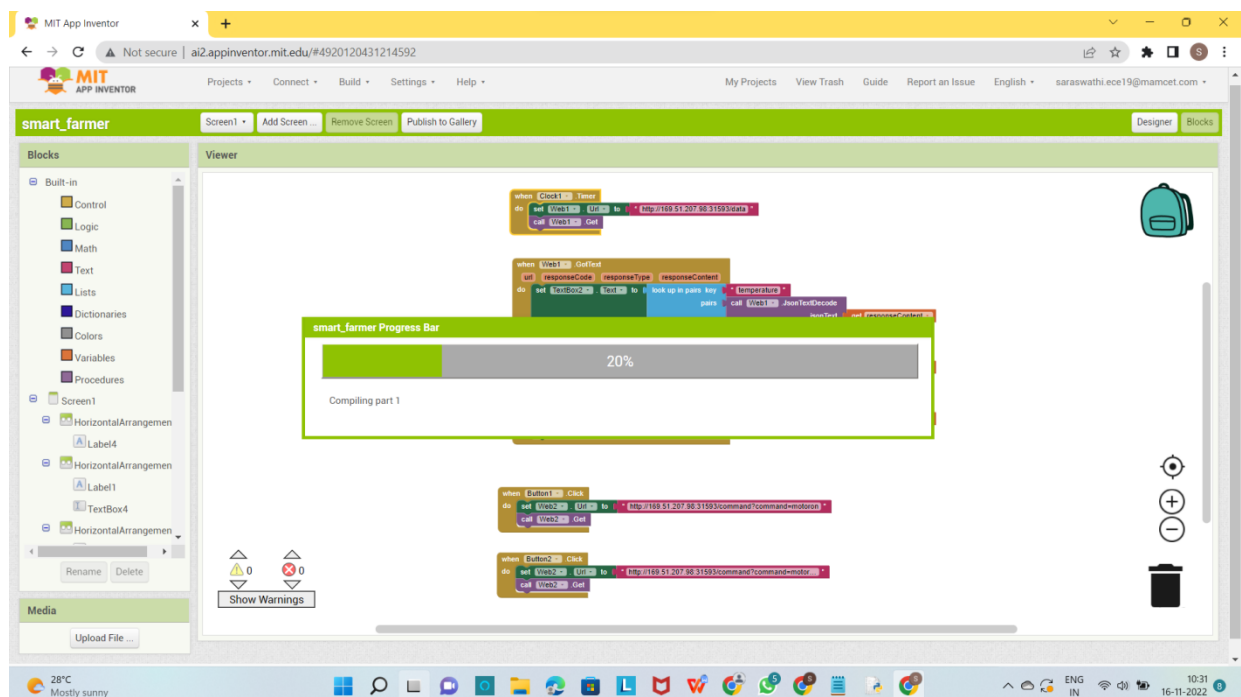 MIT App Inventor
Not secure | ai2.appinventor.mit.edu/#4920120431214592
S
MIT
APP INVENTOR
Projects
Connect
Build
Settings
Help
My Projects
View Trash
Guide
Report an Issue
English
saraswathi.ece19@mamcet.com
smart_farmer
Screen1
Add Screen ...
Remove Screen
Publish to Gallery
Designer
Blocks
Blocks
Viewer
Built-in
Control
Logic
Math
Text
Lists
Dictionaries
Colors
Variables
Procedures
Screen1
HorizontalArrangemen
Label4
HorizontalArrangemen
Label1
TextBox4
HorizontalArrangemen
Rename
Delete
Media
Upload File ...
when Clock1 .Timer
do set Web1 . Url to " http://169.51.207.98:31593/data "
call Web1 .Get
when Web1 .GotText
url responseCode responseType responseContent
do set TextBox2 . Text to look up in pairs key " temperature "
pairs call Web1 .JsonTextDecode
jsonText get responseContent
smart_farmer Progress Bar
20%
Compiling part 1
when Button1 .Click
do set Web2 . Url to " http://169.51.207.98:31593/command?command=motoron "
call Web2 .Get
when Button2 .Click
do set Web2 . Url to " http://169.51.207.98:31593/command?command=motor... "
call Web2 .Get
0
0
Show Warnings
28°C
Mostly sunny
ENG
IN
10:31
16-11-2022
8